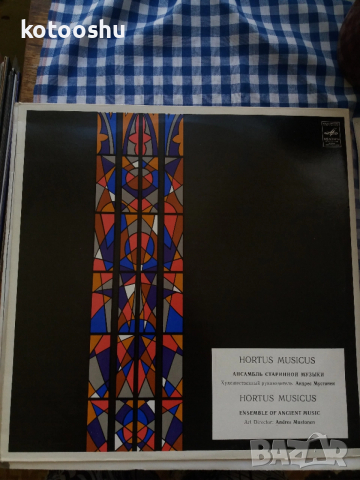 kotooshu
HORTUS MUSICUS
АНСАМБЛЬ СТАРИННОЙ МУЗЫКИ
Художественный руководитель Андрес Мустонен
HORTUS MUSICUS
ENSEMBLE OF ANCIENT MUSIC
Art Director Andres Mustonen
BAZAR